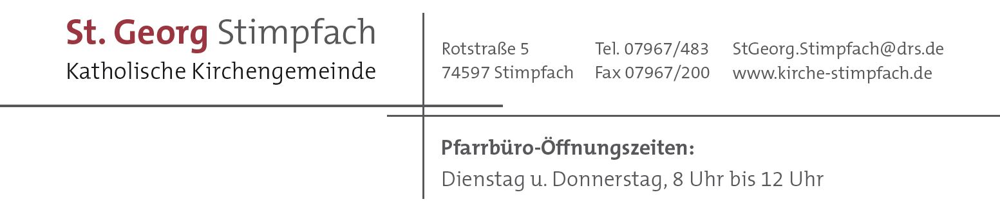 St. Georg Stimpfach
Katholische Kirchengemeinde
Rotstraße 5
74597 Stimpfach
Tel. 07967/483
Fax 07967/200
StGeorg.Stimpfach@drs.de
www.kirche-stimpfach.de
Pfarrbüro-Öffnungszeiten:
Dienstag u. Donnerstag, 8 Uhr bis 12 Uhr